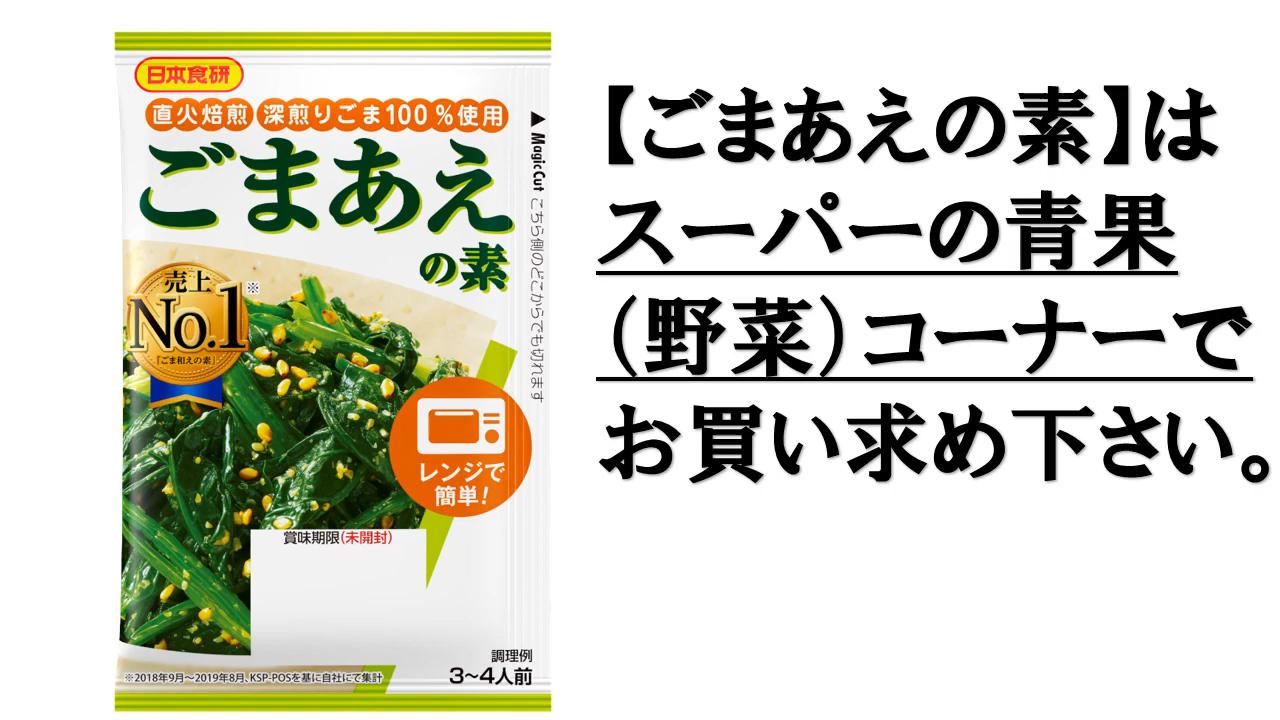 日本食研
直火焙煎 深煎りごま100%使用
ごまあえ
の素
売上
No.1※
「ごま和えの素」
▲MagicCut こちら側のどこからでも切れます
レンジで
簡単!
賞味期限(未開封)
調理例
3~4人前
※2018年9月~2019年8月、KSP-POSを基に自社にて集計
【ごまあえの素】は
スーパーの青果
(野菜)コーナーで
お買い求め下さい。